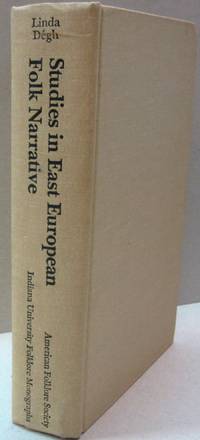 Linda
Dégh
Studies in East European
Folk Narrative
American Folklore Society
Indiana University Folklore Monographs